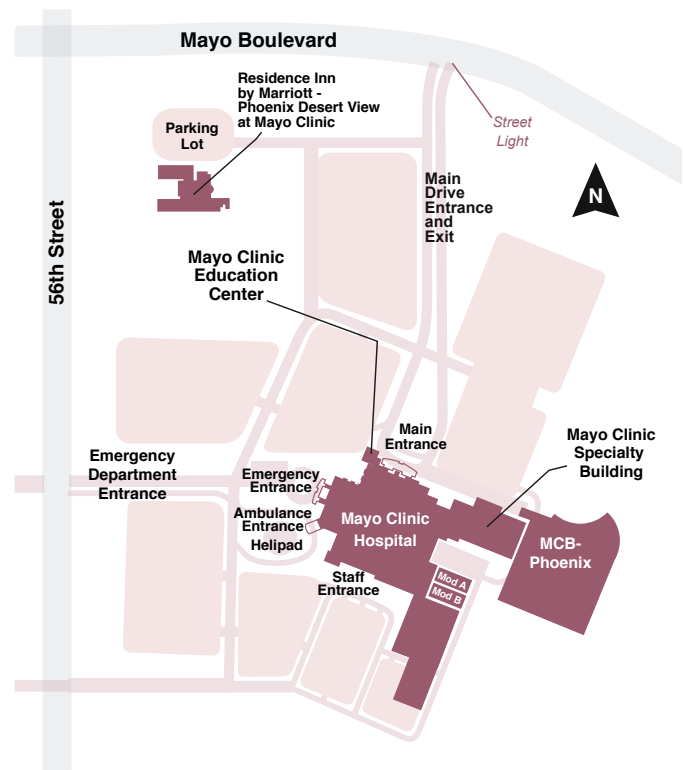 Mayo Boulevard
Residence Inn
by Marriott -
Phoenix Desert View
at Mayo Clinic
Parking
Lot
Street
Light
Main
Drive
Entrance
and
Exit
N
56th Street
Mayo Clinic
Education
Center
Main
Entrance
Mayo Clinic
Specialty
Building
Emergency
Department
Entrance
Emergency
Entrance
Ambulance
Entrance
Helipad
Mayo Clinic
Hospital
MCB-
Phoenix
Staff
Entrance
Mod A
Mod B